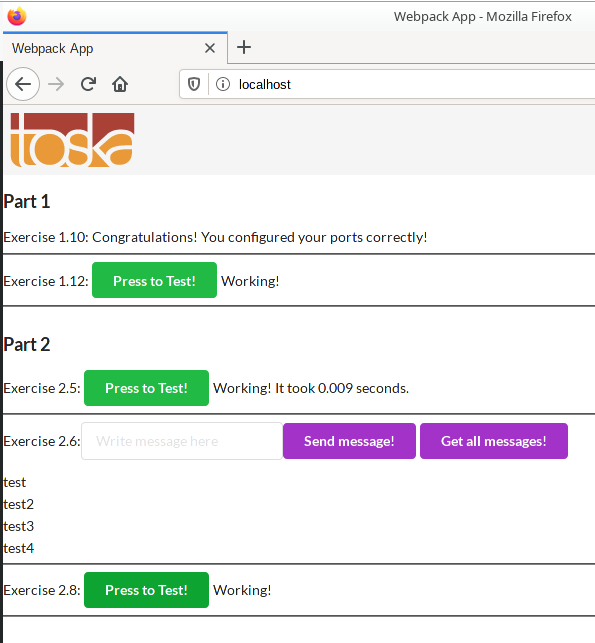 Webpack App - Mozilla Firefox
Webpack App
localhost
toska
Part 1
Exercise 1.10: Congratulations! You configured your ports correctly!
Exercise 1.12: Press to Test! Working!
Part 2
Exercise 2.5: Press to Test! Working! It took 0.009 seconds.
Exercise 2.6: Write message here Send message! Get all messages!
test
test2
test3
test4
Exercise 2.8: Press to Test! Working!